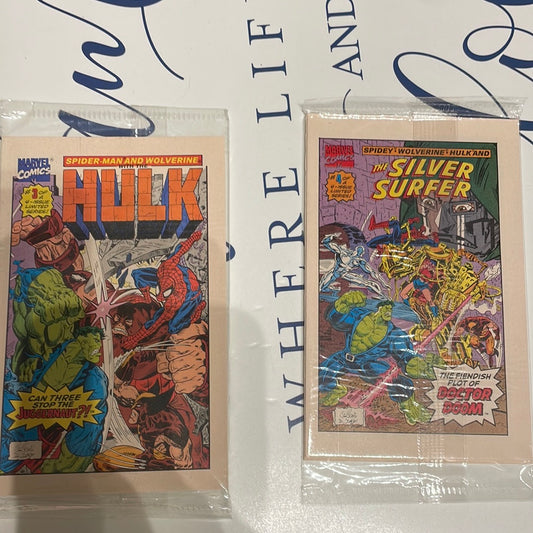 WHERE LIF
AND
MARVEL
COMICS
3 OF
A
4-ISSUE
LIMITED
SERIES!
SPIDER-MAN AND WOLVERINE
WITH THE
HULK
CAN THREE
STOP THE
JUGGERNAUT?!
MARVEL
COMICS
4 OF
A
4-ISSUE
LIMITED
SERIES!
SPIDEY · WOLVERINE · HULK AND
THE SILVER
SURFER
THE FIENDISH
PLOT OF
DOCTOR
DOOM